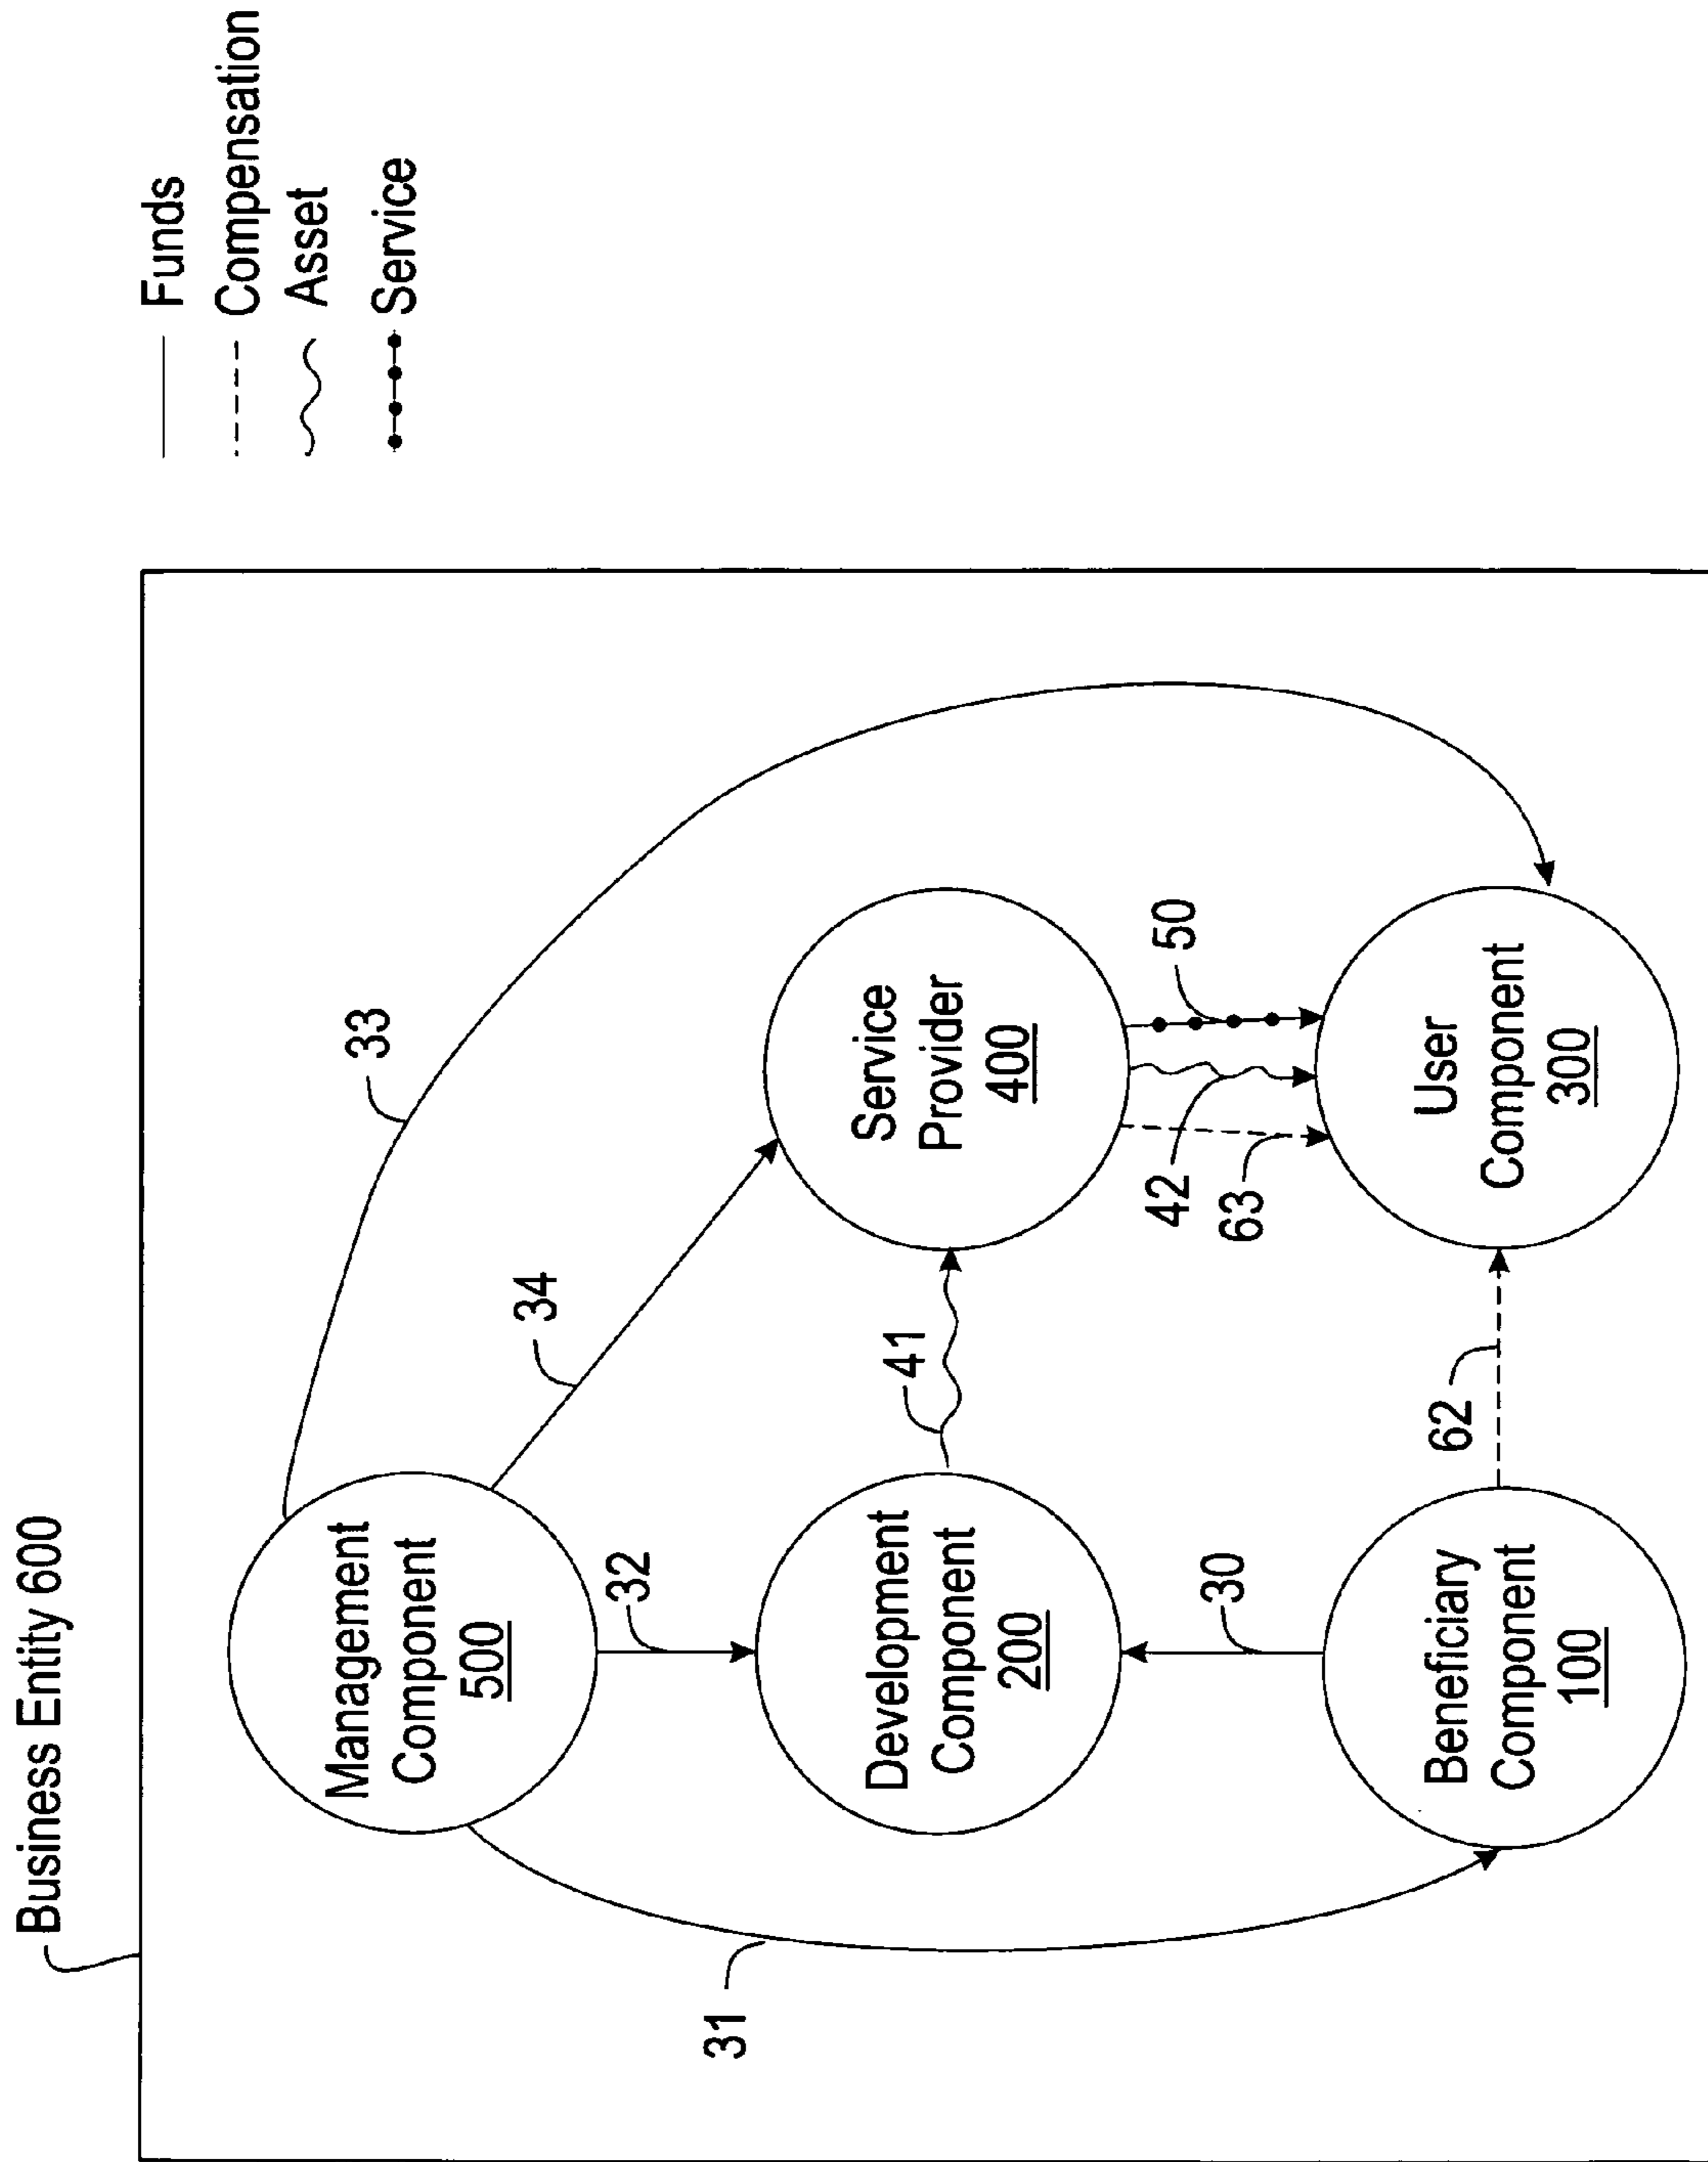 Business Entity 600
Funds
Compensation
Asset
Service
31
Management
Component
500
33
34
32
Development
Component
200
41
Service
Provider
400
30
42
63
50
Beneficiary
Component
100
62
User
Component
300